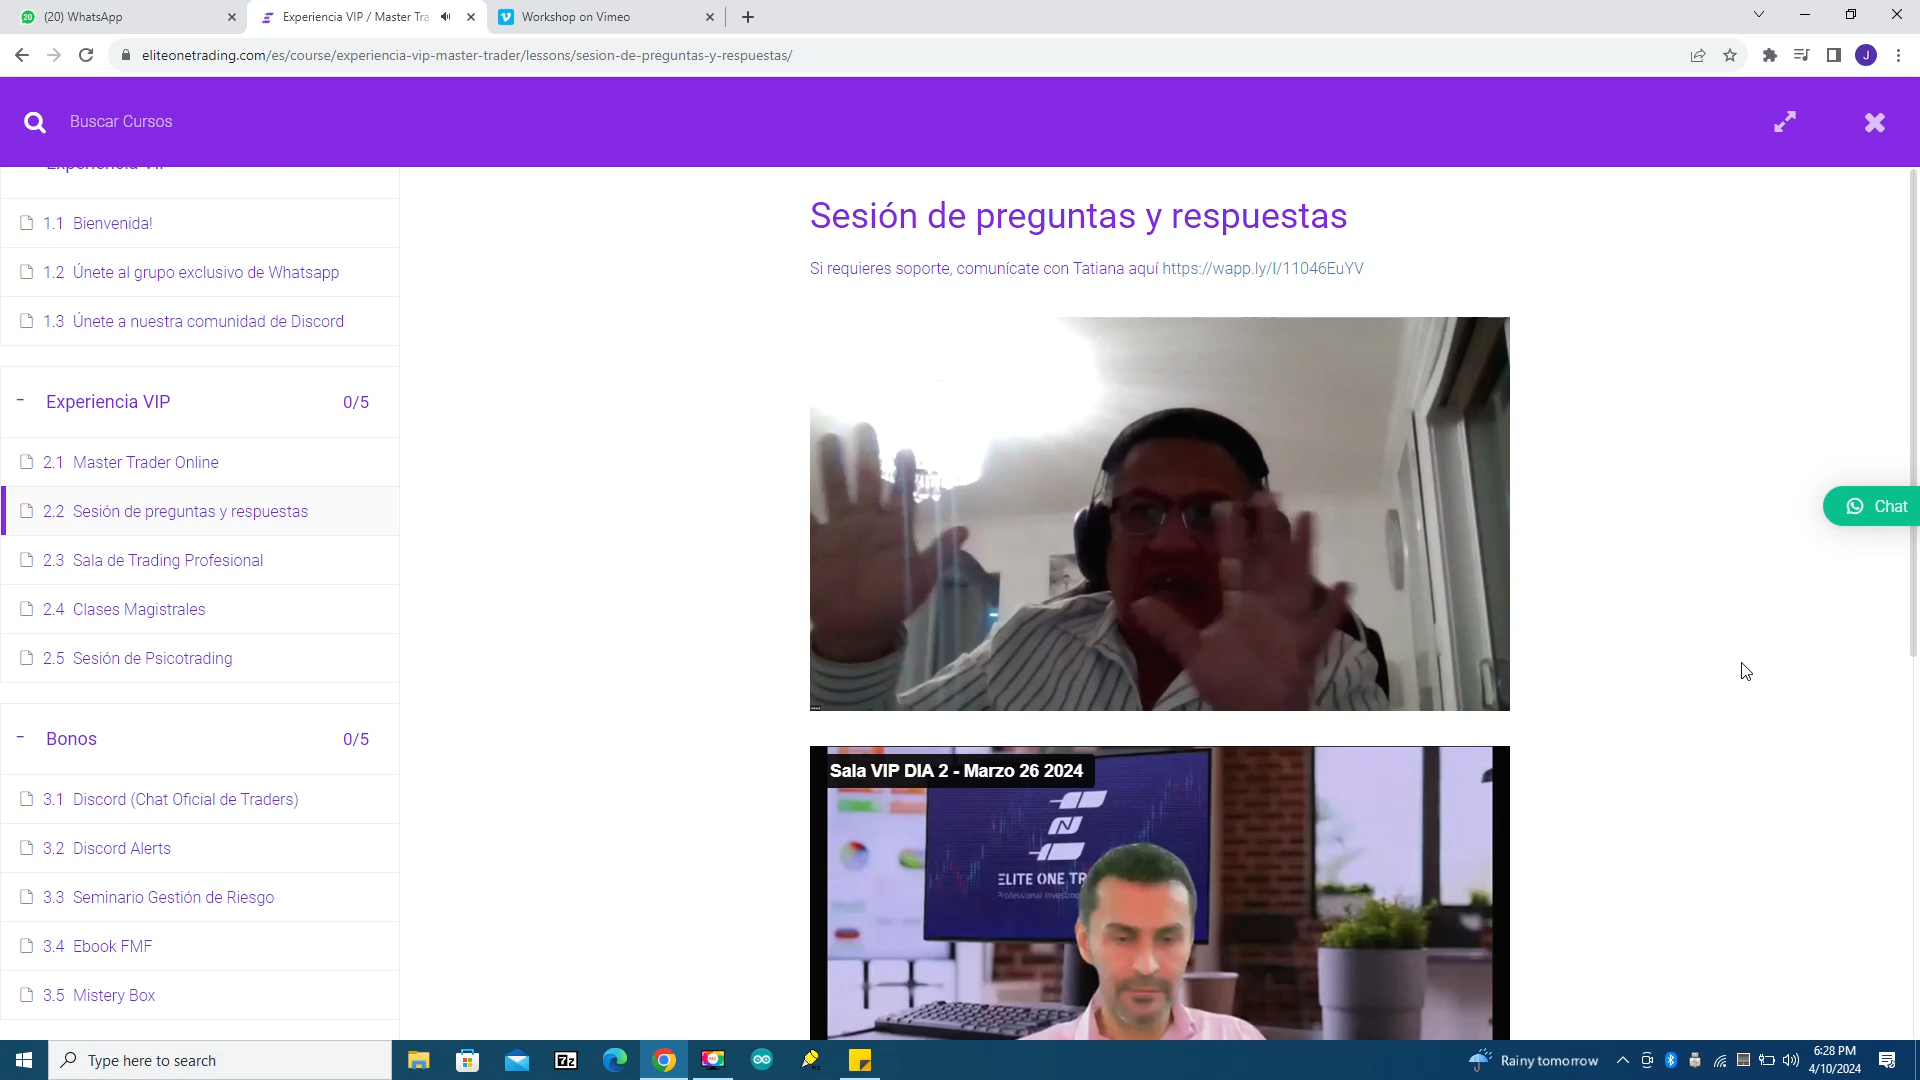 (20) WhatsApp
Experiencia VIP / Master Tra
Workshop on Vimeo
eliteonetrading.com/es/course/experiencia-vip-master-trader/lessons/sesion-de-preguntas-y-respuestas/
J
Buscar Cursos
Experiencia VIP
1.1 Bienvenida!
1.2 Únete al grupo exclusivo de Whatsapp
1.3 Únete a nuestra comunidad de Discord
- Experiencia VIP 0/5
2.1 Master Trader Online
2.2 Sesión de preguntas y respuestas
2.3 Sala de Trading Profesional
2.4 Clases Magistrales
2.5 Sesión de Psicotrading
- Bonos 0/5
3.1 Discord (Chat Oficial de Traders)
3.2 Discord Alerts
3.3 Seminario Gestión de Riesgo
3.4 Ebook FMF
3.5 Mistery Box
Sesión de preguntas y respuestas
Si requieres soporte, comunícate con Tatiana aquí https://wapp.ly/l/11046EuYV
Sala VIP DIA 2 - Marzo 26 2024
ELITE ONE TR
Chat
Type here to search
7z
Rainy tomorrow
6:28 PM
4/10/2024